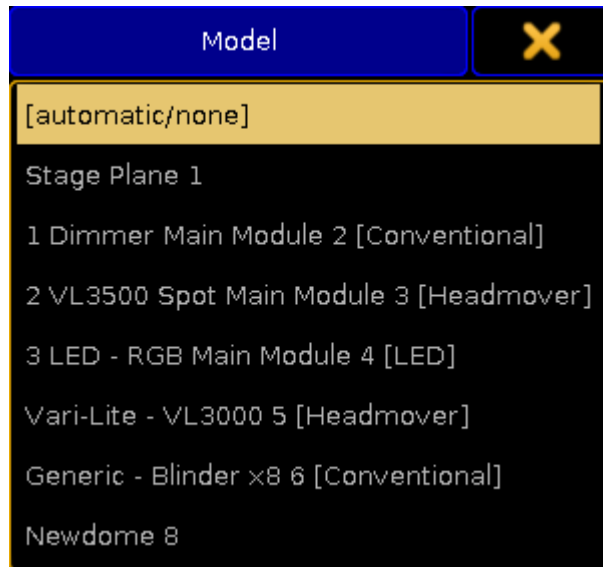 Model
[automatic/none]
Stage Plane 1
1 Dimmer Main Module 2 [Conventional]
2 VL3500 Spot Main Module 3 [Headmover]
3 LED - RGB Main Module 4 [LED]
Vari-Lite - VL3000 5 [Headmover]
Generic - Blinder x8 6 [Conventional]
Newdome 8